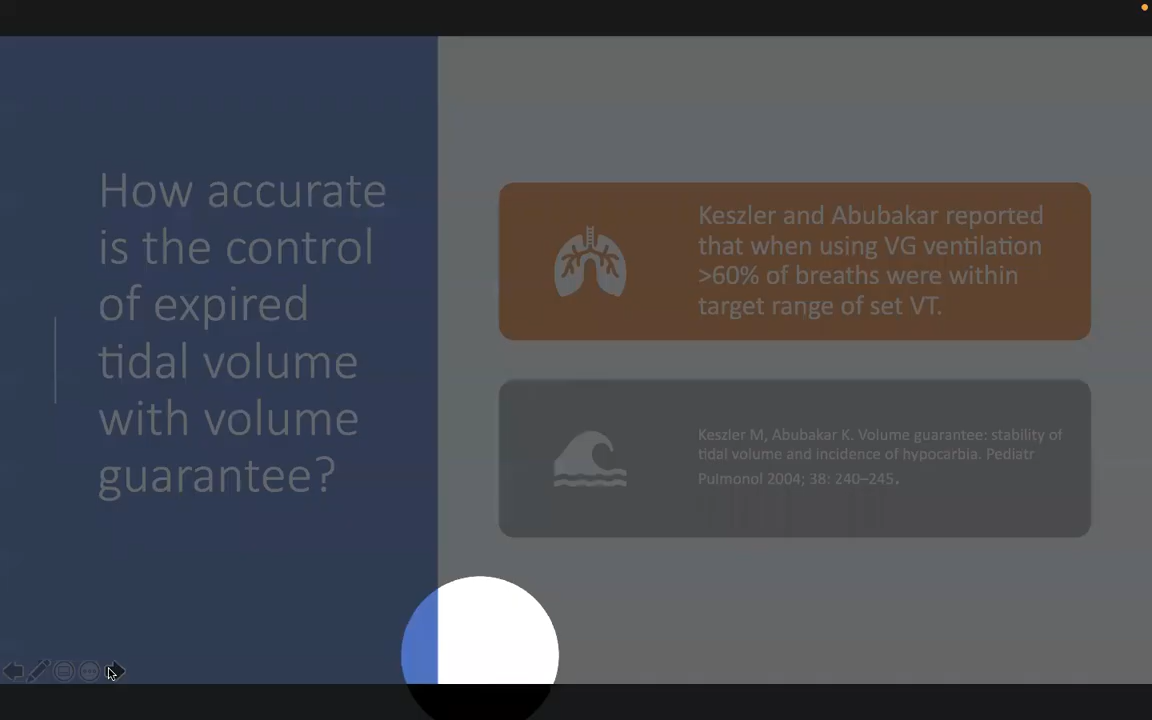 How accurate
is the control
of expired
tidal volume
with volume
guarantee?
Keszler and Abubakar reported
that when using VG ventilation
>60% of breaths were within
target range of set VT.
Keszler M, Abubakar K. Volume guarantee: stability of
tidal volume and incidence of hypocarbia. Pediatr
Pulmonol 2004; 38: 240–245.